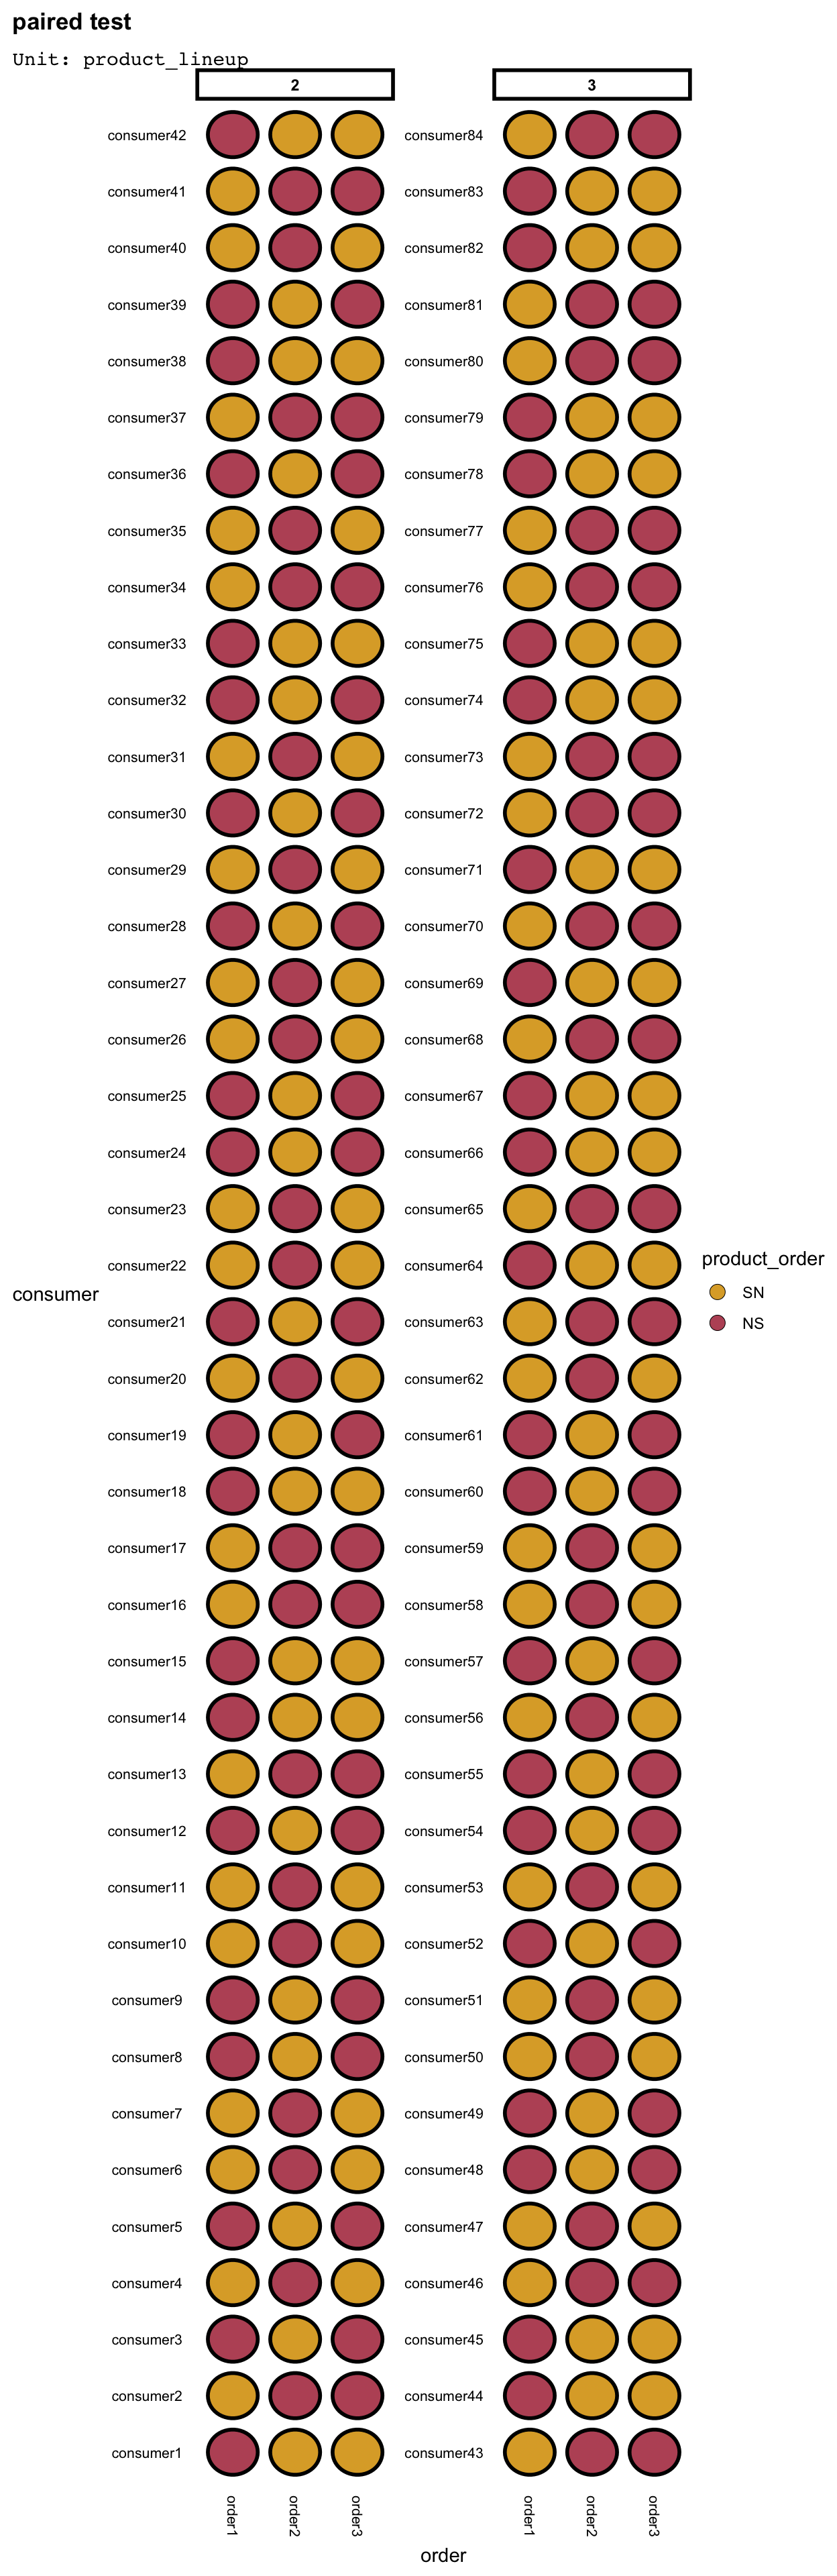 paired test
Unit: product_lineup
2 3
consumer42 consumer84
consumer41 consumer83
consumer40 consumer82
consumer39 consumer81
consumer38 consumer80
consumer37 consumer79
consumer36 consumer78
consumer35 consumer77
consumer34 consumer76
consumer33 consumer75
consumer32 consumer74
consumer31 consumer73
consumer30 consumer72
consumer29 consumer71
consumer28 consumer70
consumer27 consumer69
consumer26 consumer68
consumer25 consumer67
consumer24 consumer66
consumer23 consumer65
product_order
consumer22 consumer64
SN
consumer
consumer21 consumer63
NS
consumer20 consumer62
consumer19 consumer61
consumer18 consumer60
consumer17 consumer59
consumer16 consumer58
consumer15 consumer57
consumer14 consumer56
consumer13 consumer55
consumer12 consumer54
consumer11 consumer53
consumer10 consumer52
consumer9 consumer51
consumer8 consumer50
consumer7 consumer49
consumer6 consumer48
consumer5 consumer47
consumer4 consumer46
consumer3 consumer45
consumer2 consumer44
consumer1 consumer43
order1 order2 order3 order1 order2 order3
order